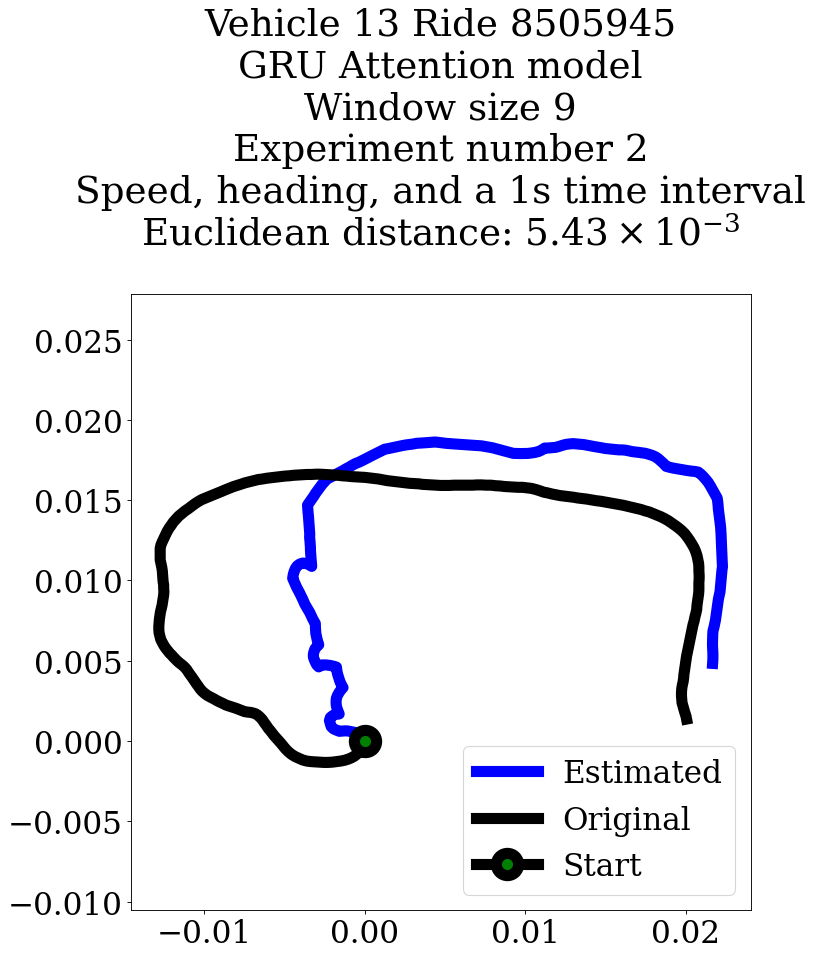 Vehicle 13 Ride 8505945
GRU Attention model
Window size 9
Experiment number 2
Speed, heading, and a 1s time interval
Euclidean distance: 5.43 × 10⁻³
0.025
0.020
0.015
0.010
0.005
0.000
−0.005
−0.010
Estimated
Original
Start
−0.01 0.00 0.01 0.02